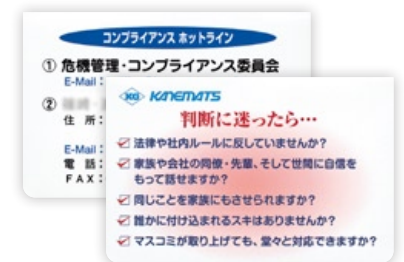 コンプライアンス ホットライン
① 危機管理・コンプライアンス委員会
E-Mail：
②
住 所：
E-Mail：
電 話：
FAX：
KG KANEMATS
判断に迷ったら…
法律や社内ルールに反していませんか？
家族や会社の同僚・先輩、そして世間に自信を
もって話せますか？
同じことを家族にもさせられますか？
誰かに付け込まれるスキはありませんか？
マスコミが取り上げても、堂々と対応できますか？